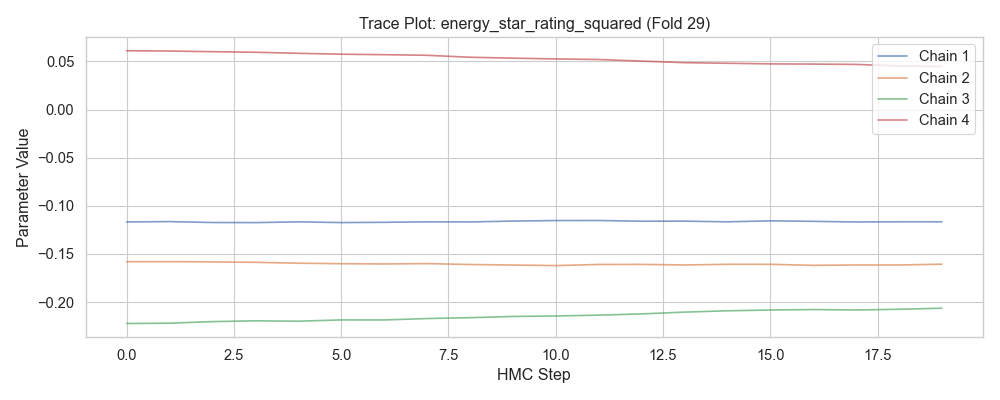 Trace Plot: energy_star_rating_squared (Fold 29)
Parameter Value
0.05
0.00
−0.05
−0.10
−0.15
−0.20
Chain 1
Chain 2
Chain 3
Chain 4
0.0 2.5 5.0 7.5 10.0 12.5 15.0 17.5
HMC Step